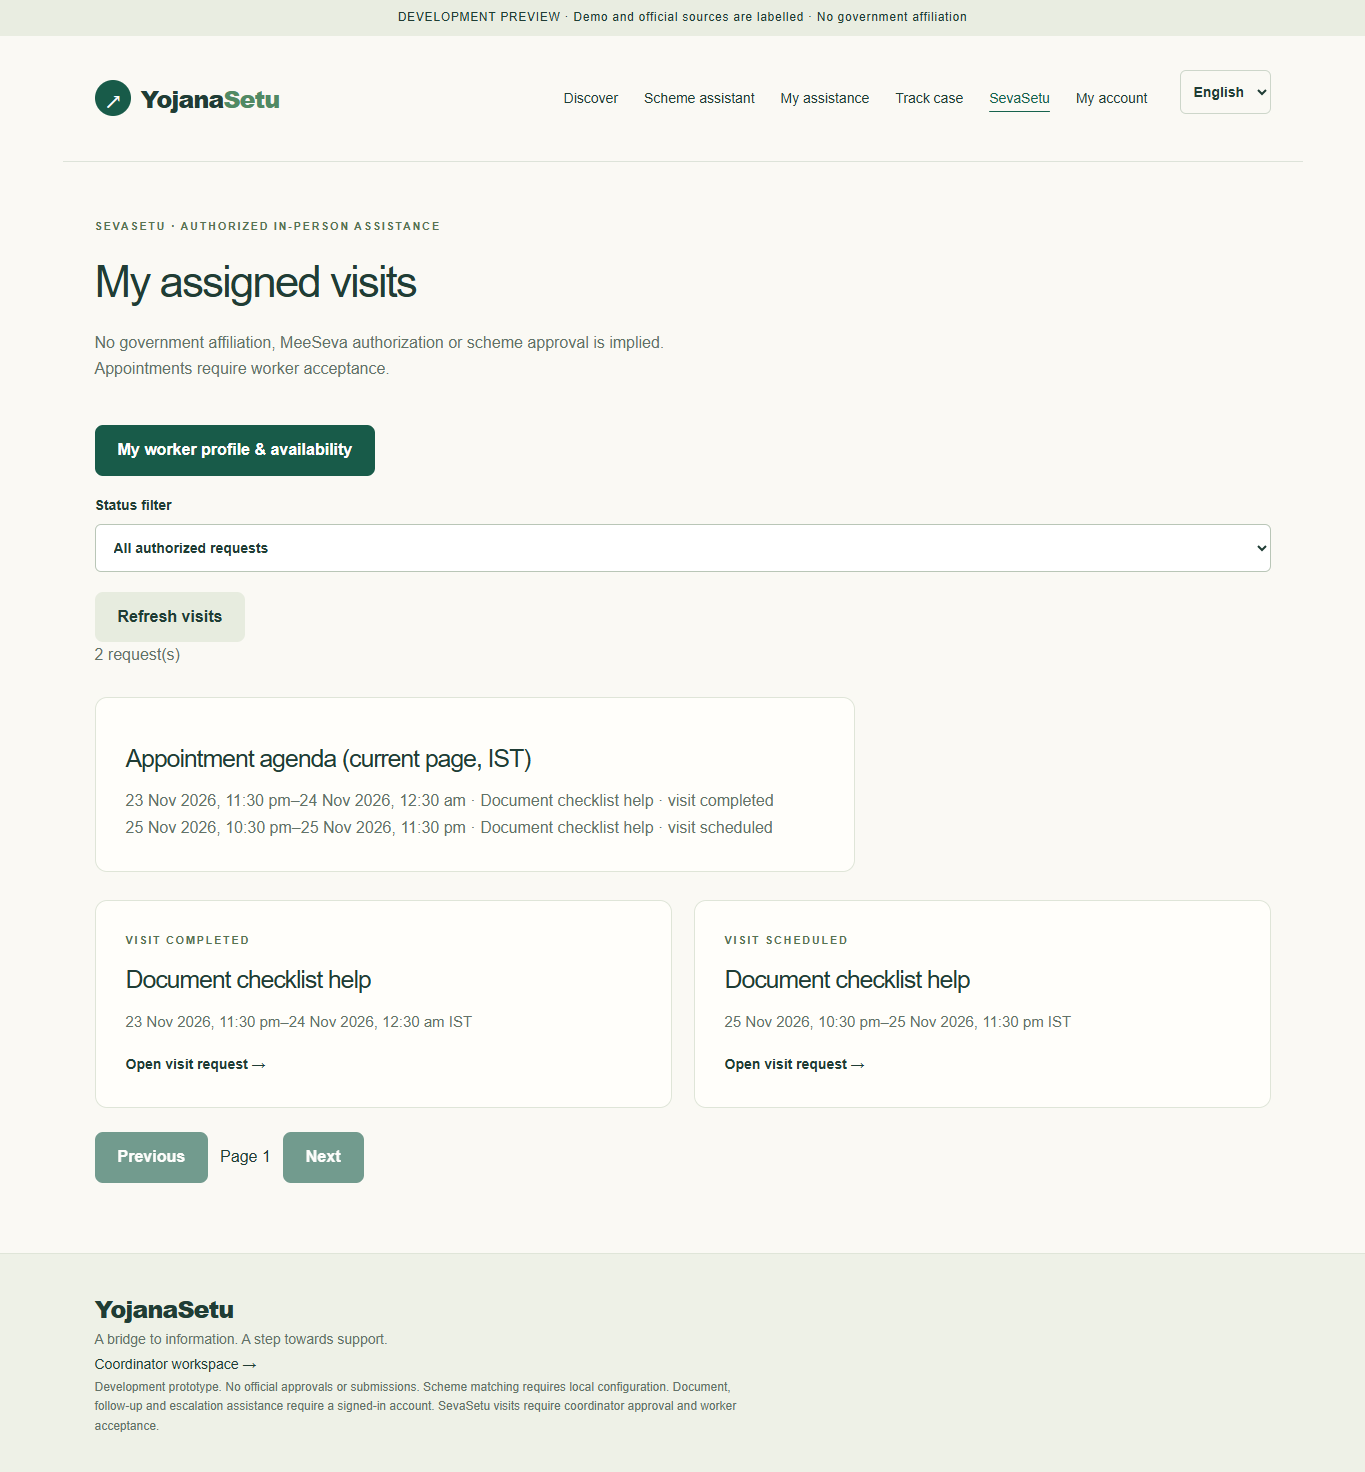 DEVELOPMENT PREVIEW · Demo and official sources are labelled · No government affiliation
YojanaSetu
Discover
Scheme assistant
My assistance
Track case
SevaSetu
My account
English
SEVASETU · AUTHORIZED IN-PERSON ASSISTANCE
My assigned visits
No government affiliation, MeeSeva authorization or scheme approval is implied.
Appointments require worker acceptance.
My worker profile & availability
Status filter
All authorized requests
Refresh visits
2 request(s)
Appointment agenda (current page, IST)
23 Nov 2026, 11:30 pm–24 Nov 2026, 12:30 am · Document checklist help · visit completed
25 Nov 2026, 10:30 pm–25 Nov 2026, 11:30 pm · Document checklist help · visit scheduled
VISIT COMPLETED
Document checklist help
23 Nov 2026, 11:30 pm–24 Nov 2026, 12:30 am IST
Open visit request →
VISIT SCHEDULED
Document checklist help
25 Nov 2026, 10:30 pm–25 Nov 2026, 11:30 pm IST
Open visit request →
Previous
Page 1
Next
YojanaSetu
A bridge to information. A step towards support.
Coordinator workspace →
Development prototype. No official approvals or submissions. Scheme matching requires local configuration. Document,
follow-up and escalation assistance require a signed-in account. SevaSetu visits require coordinator approval and worker
acceptance.